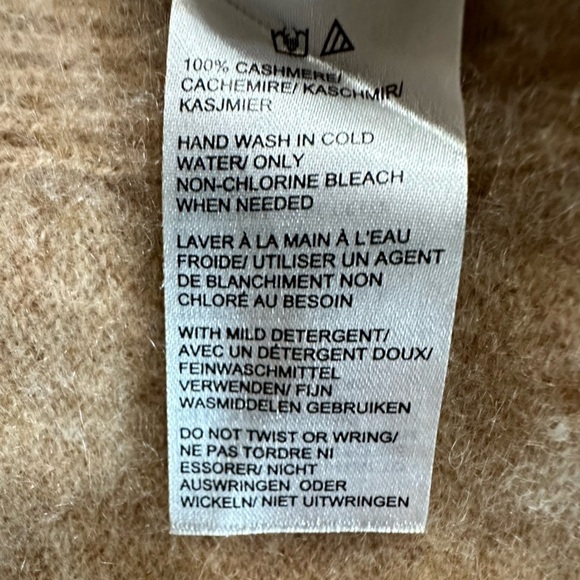 100% CASHMERE/
CACHEMIRE/ KASCHMIR/
KASJMIER
HAND WASH IN COLD
WATER/ ONLY
NON-CHLORINE BLEACH
WHEN NEEDED
LAVER À LA MAIN À L'EAU
FROIDE/ UTILISER UN AGENT
DE BLANCHIMENT NON
CHLORÉ AU BESOIN
WITH MILD DETERGENT/
AVEC UN DÉTERGENT DOUX/
FEINWASCHMITTEL
VERWENDEN/ FIJN
WASMIDDELEN GEBRUIKEN
DO NOT TWIST OR WRING/
NE PAS TORDRE NI
ESSORER/ NICHT
AUSWRINGEN ODER
WICKELN/ NIET UITWRINGEN